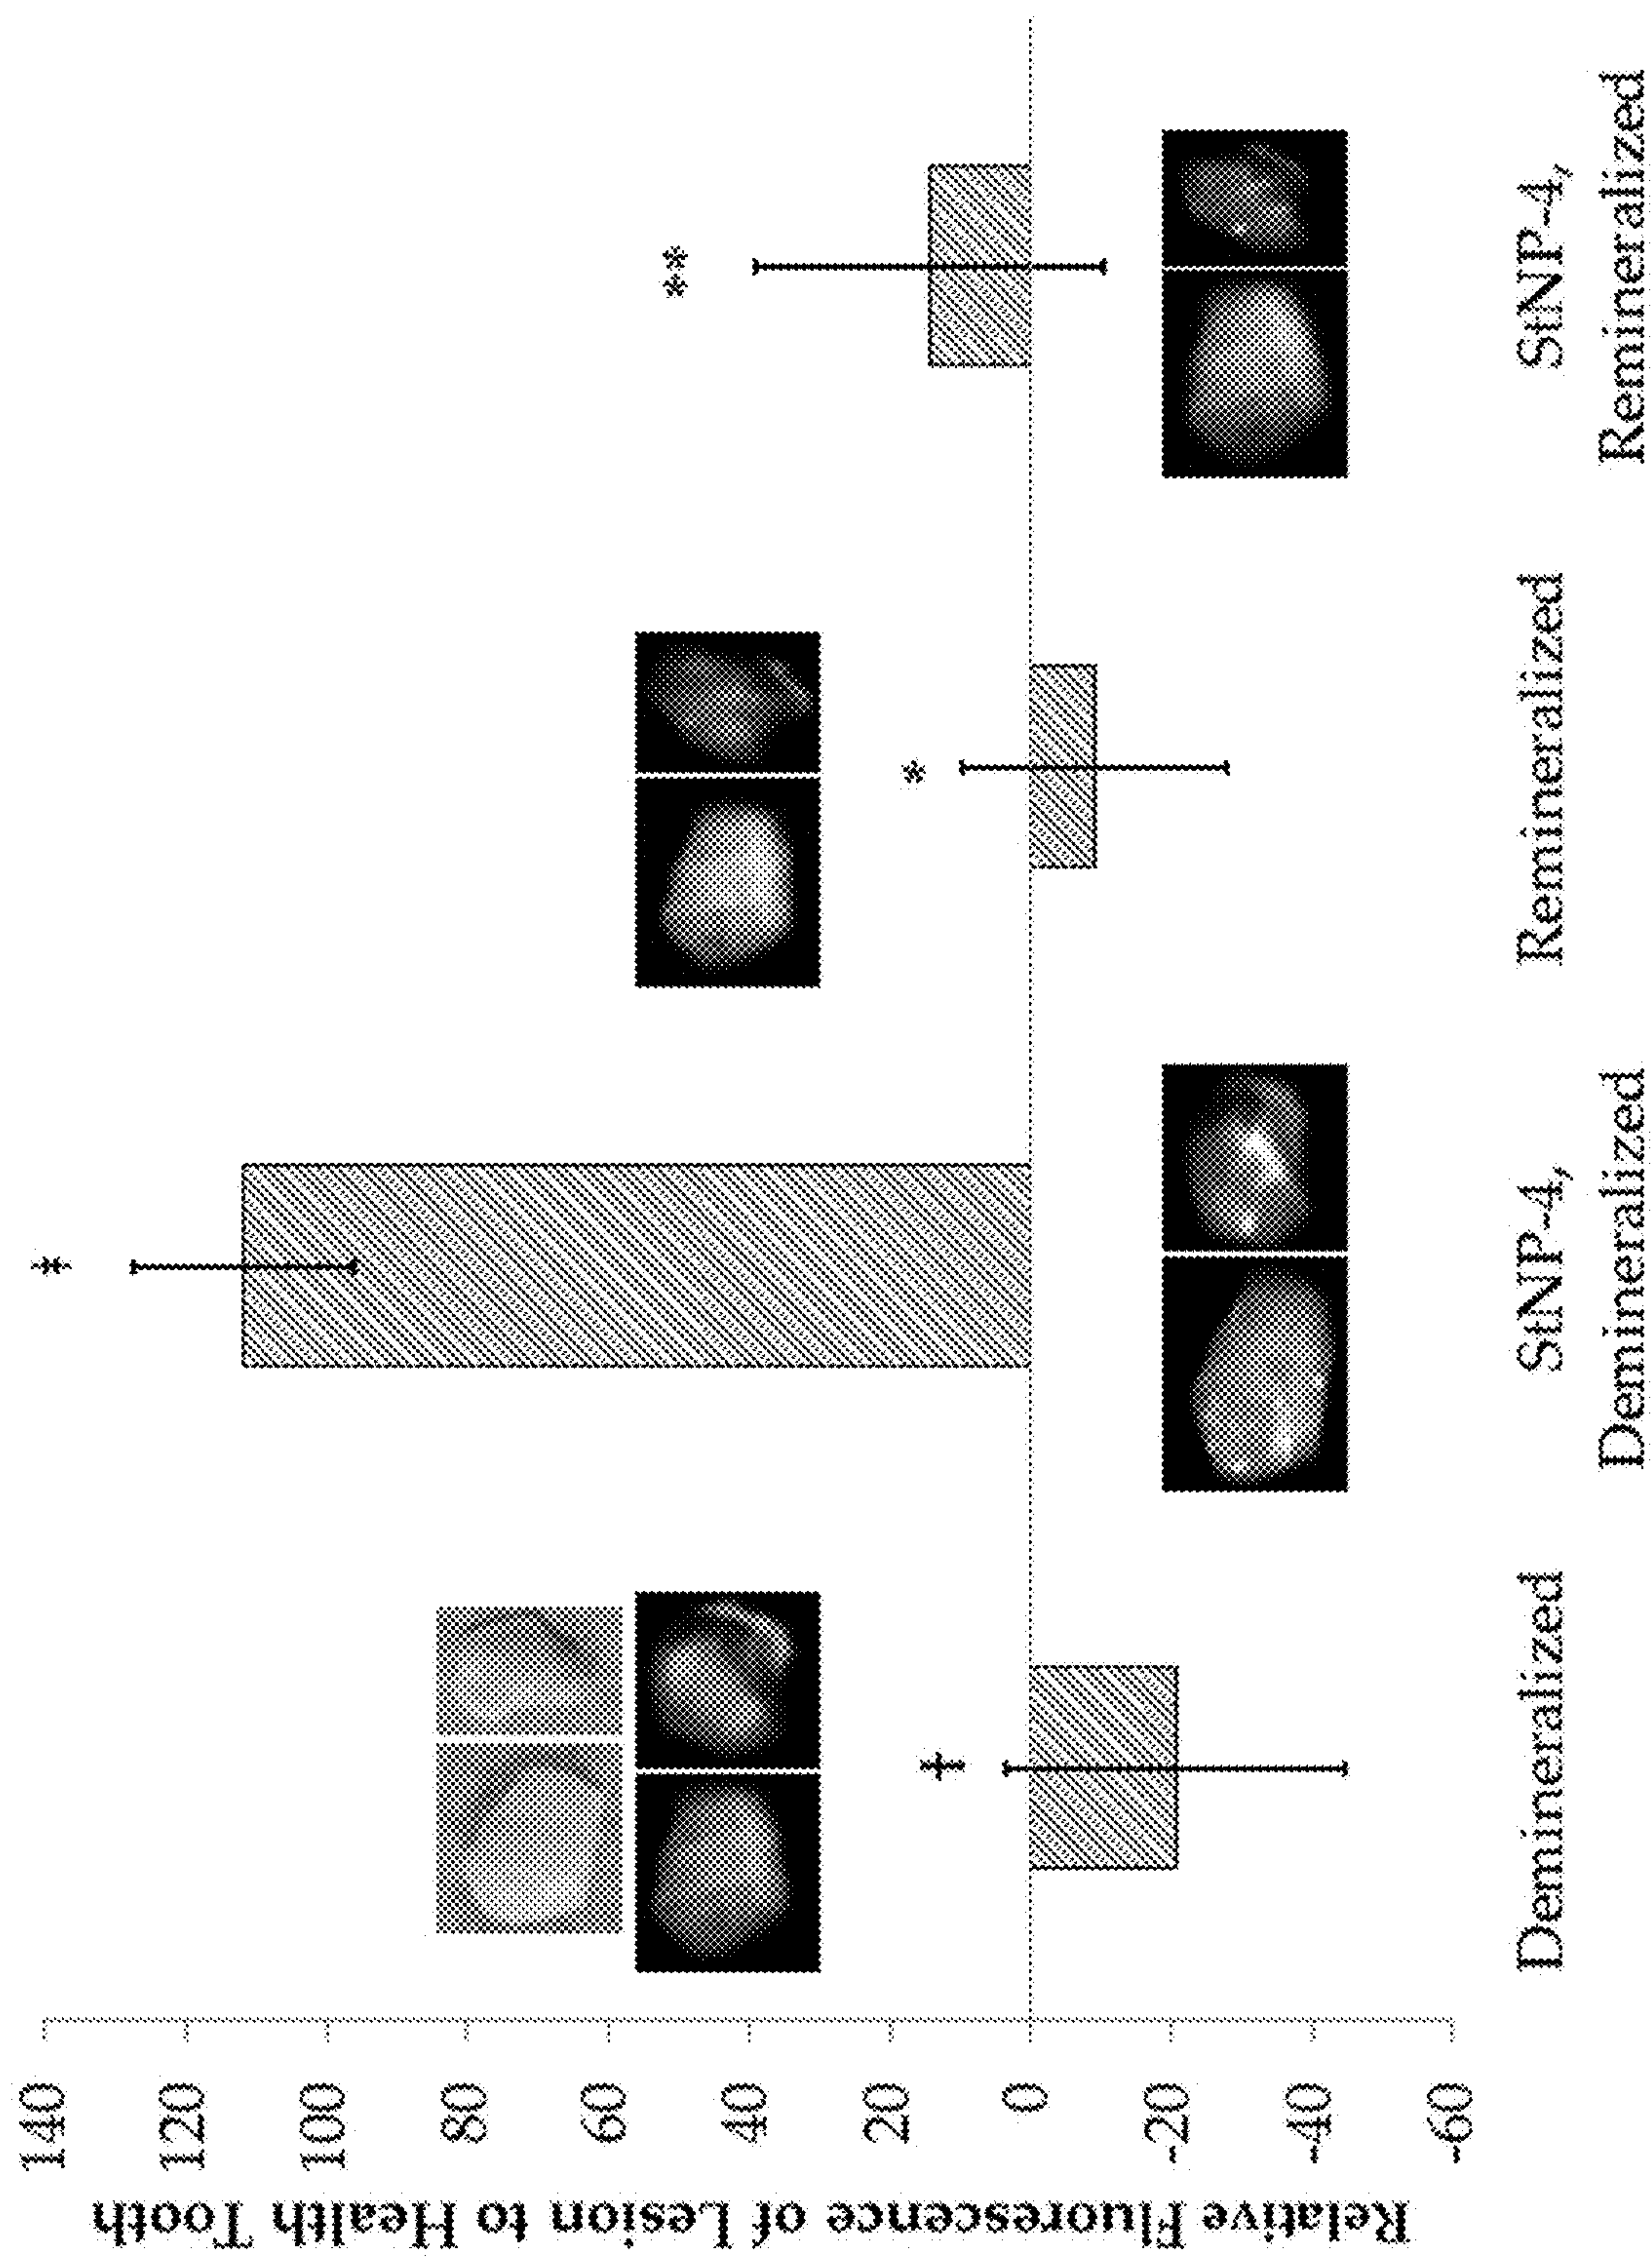 Relative Fluorescence of Lesion to Health Tooth
140
120
100
80
60
40
20
0
-20
-40
-60
†
‡
*
**
Demineralized
StNP-4,
Demineralized
Remineralized
StNP-4,
Remineralized